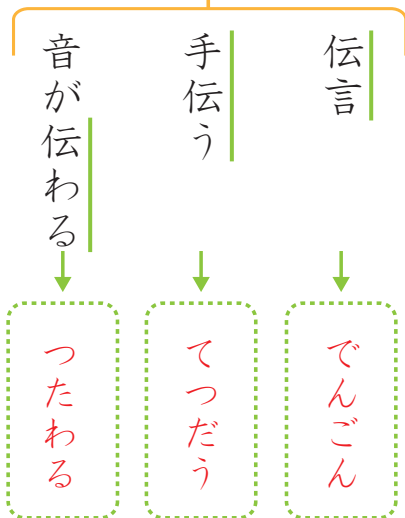 伝言
でんごん
手伝う
てつだう
音が伝わる
つたわる